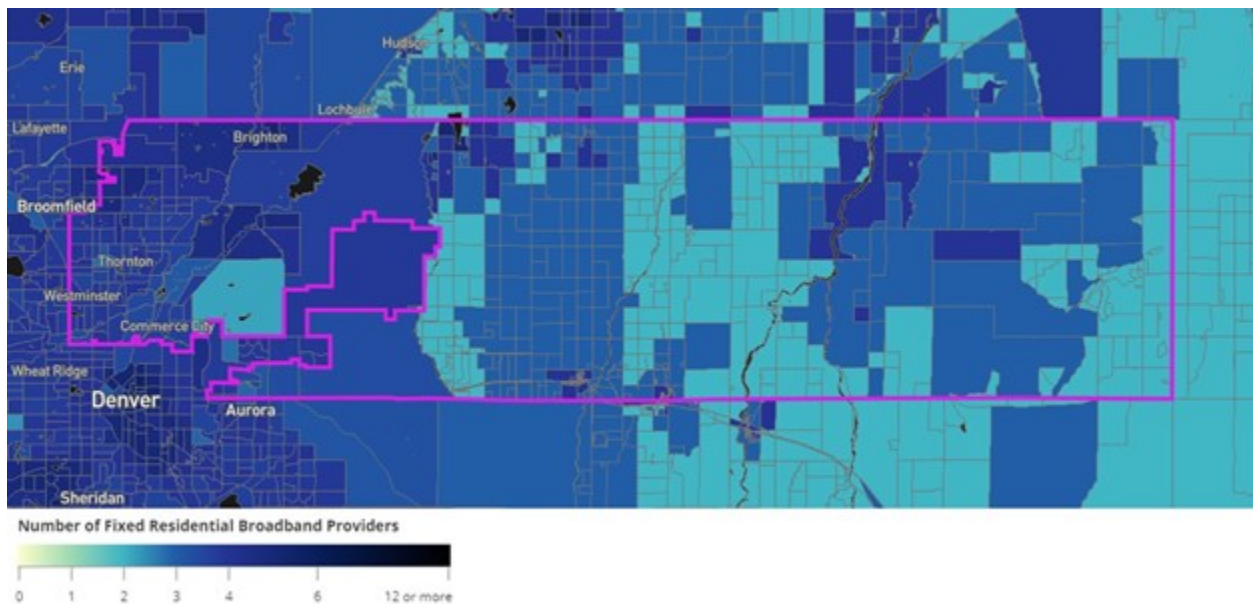 Hudson
Erie
Lochbuie
Lafayette
Brighton
Broomfield
Thornton
Westminster
Commerce City
Wheat Ridge
Denver
Aurora
Sheridan
Number of Fixed Residential Broadband Providers
0 1 2 3 4 6 12 or more